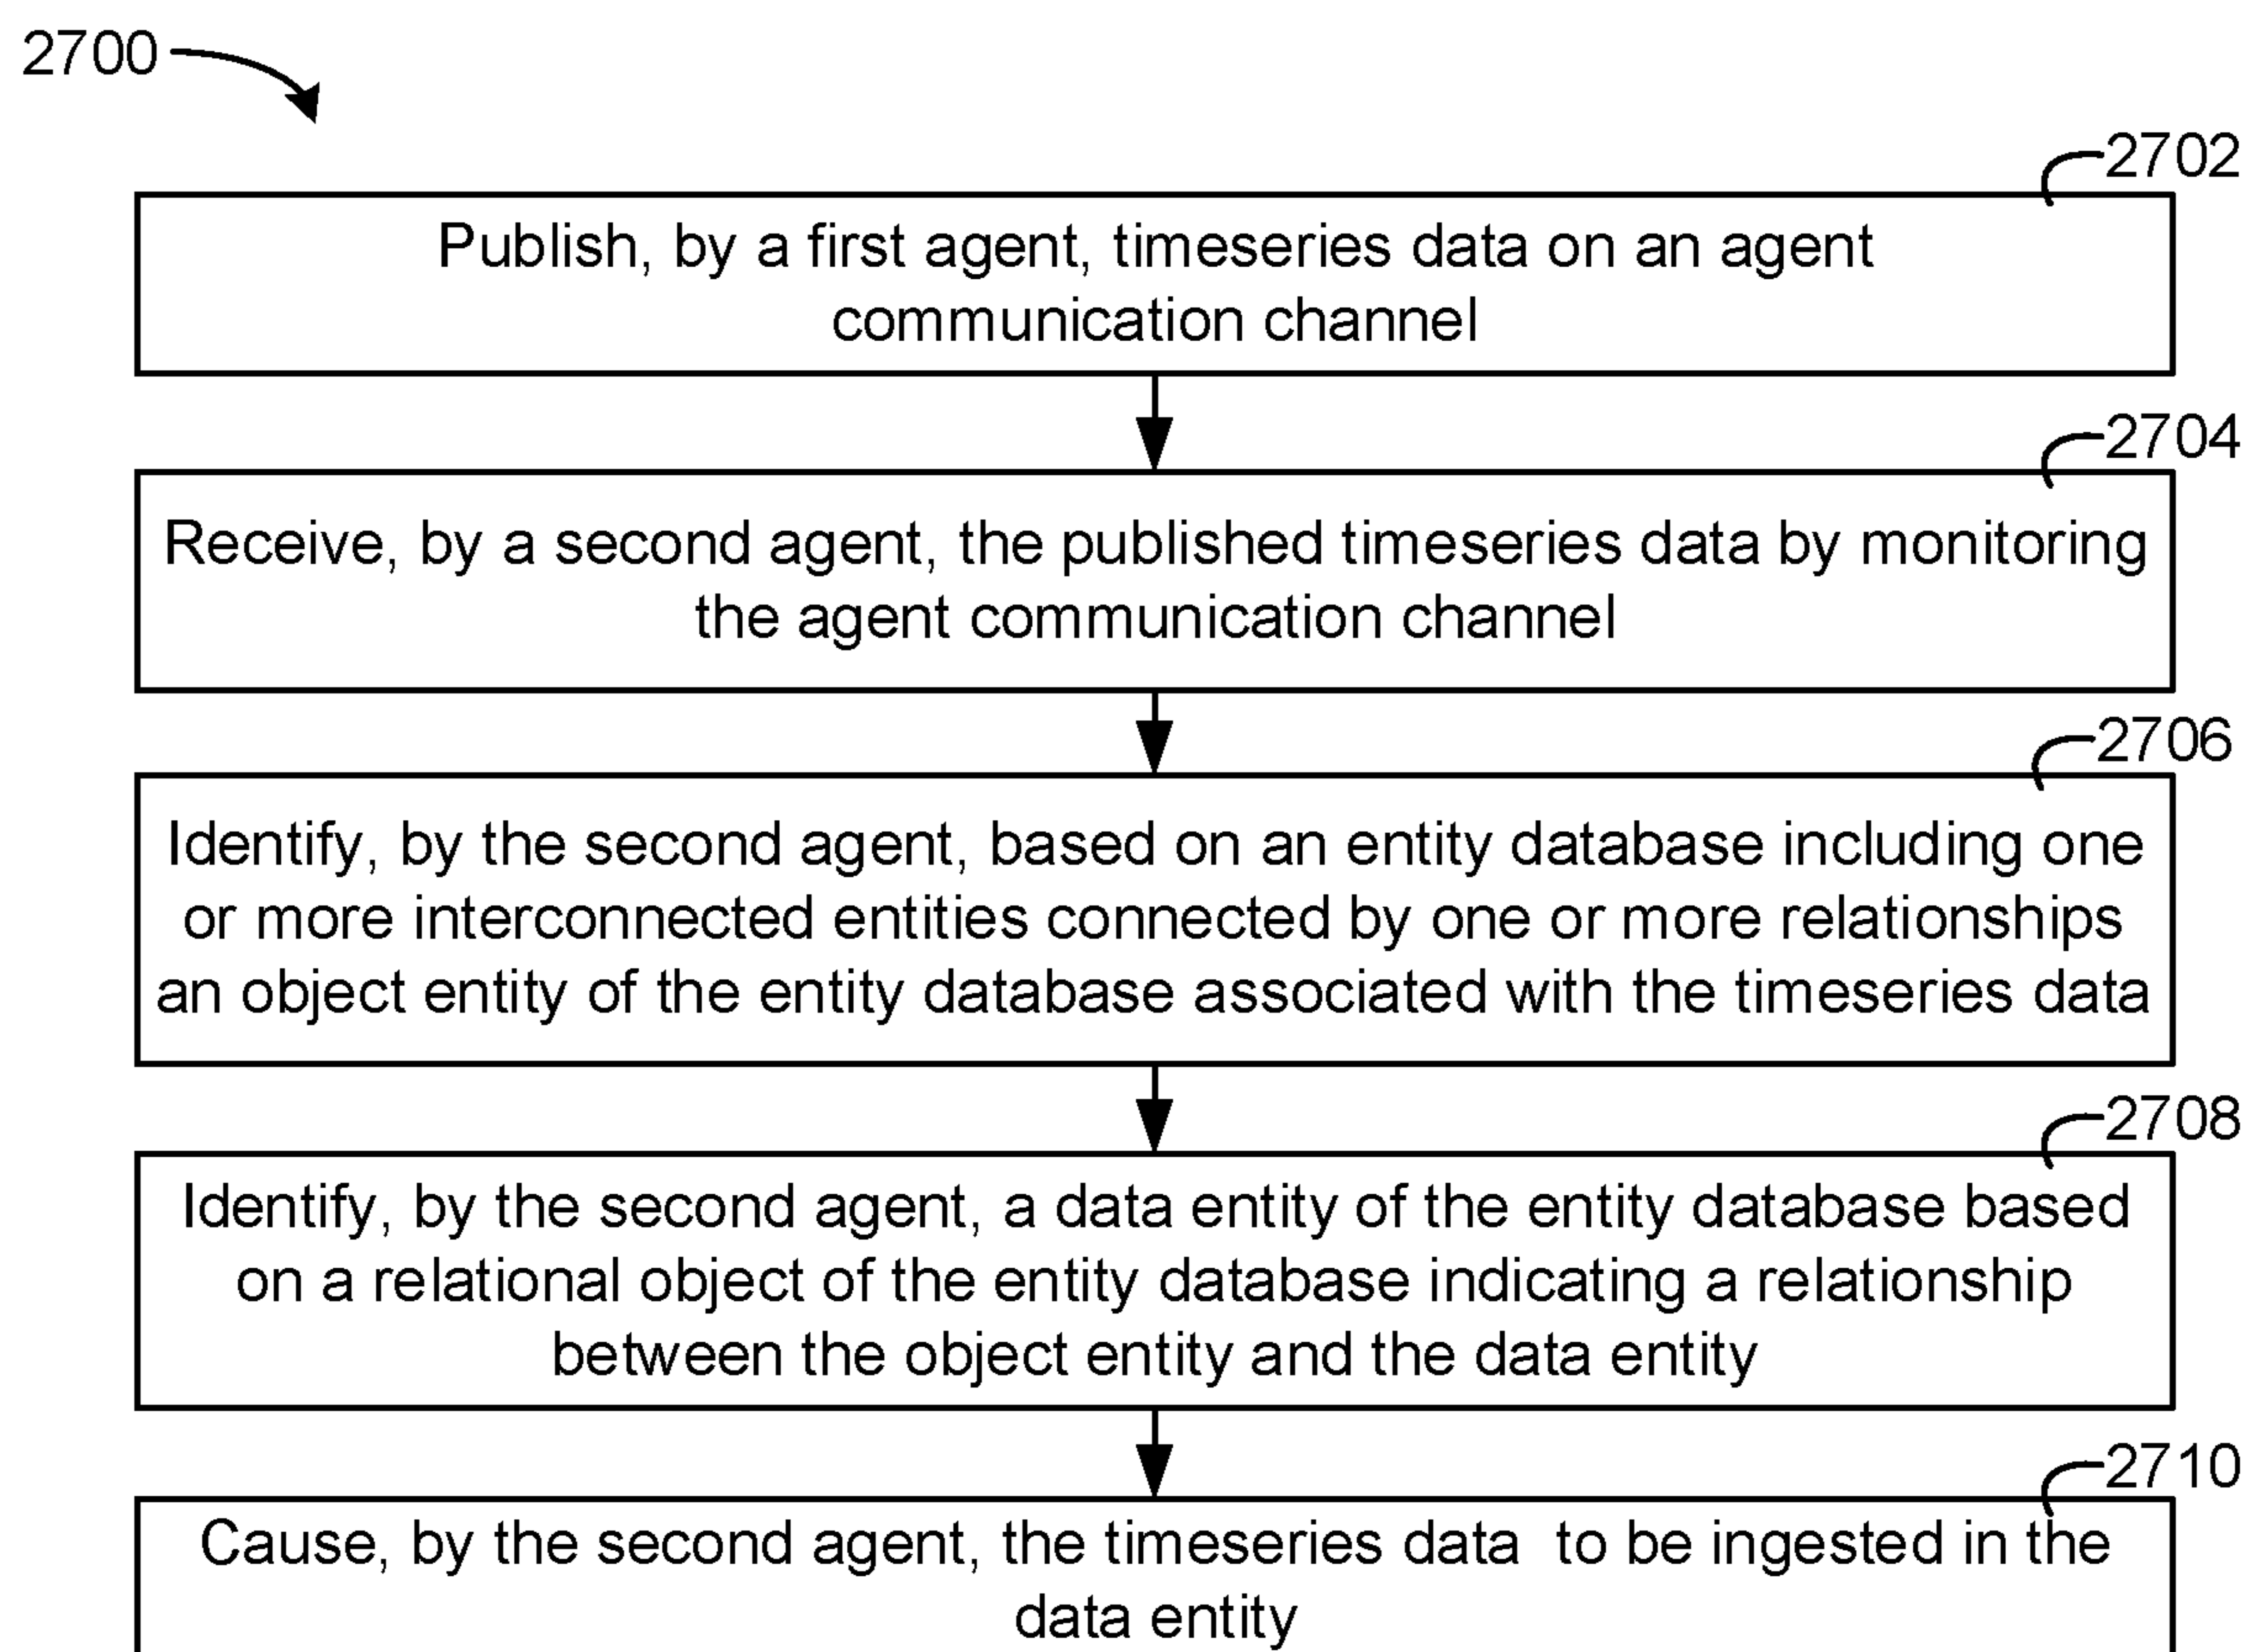 2700
2702
Publish, by a first agent, timeseries data on an agent
communication channel
2704
Receive, by a second agent, the published timeseries data by monitoring
the agent communication channel
2706
Identify, by the second agent, based on an entity database including one
or more interconnected entities connected by one or more relationships
an object entity of the entity database associated with the timeseries data
2708
Identify, by the second agent, a data entity of the entity database based
on a relational object of the entity database indicating a relationship
between the object entity and the data entity
2710
Cause, by the second agent, the timeseries data  to be ingested in the
data entity